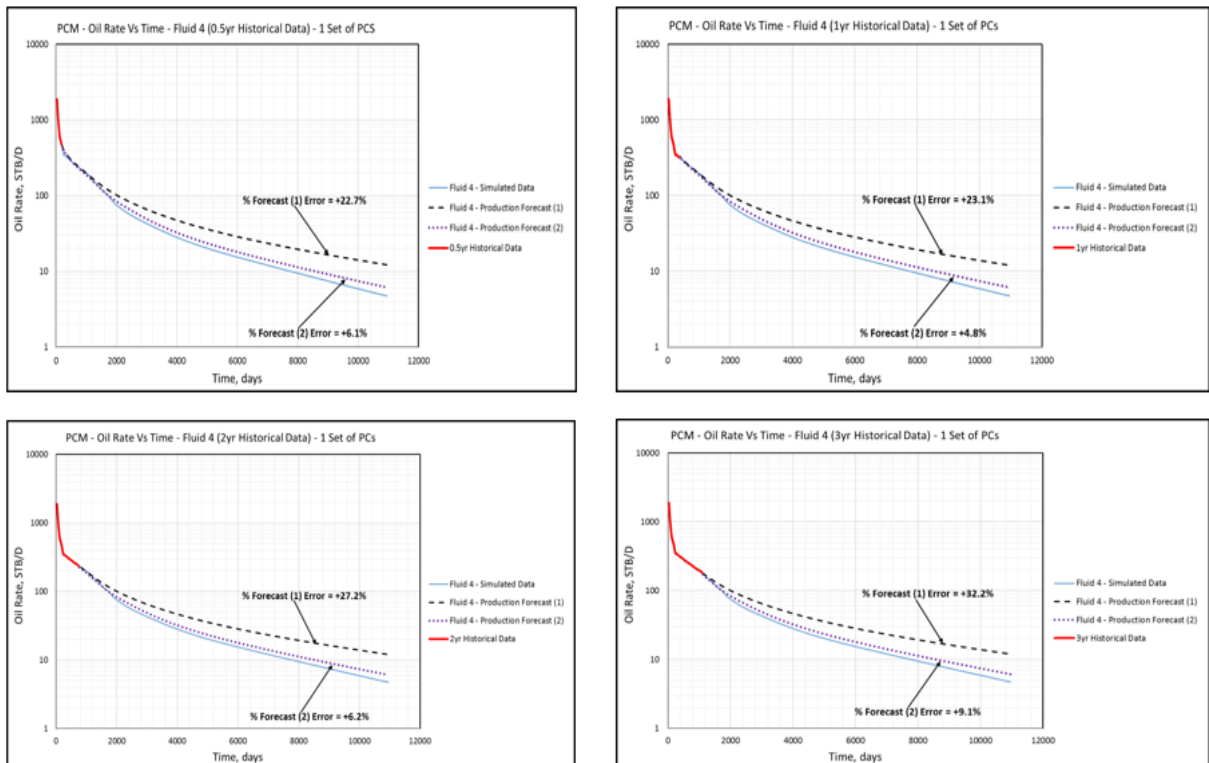 PCM - Oil Rate Vs Time - Fluid 4 (0.5yr Historical Data) - 1 Set of PCS
10000
1000
100
10
1
Oil Rate, STB/D
0 2000 4000 6000 8000 10000 12000
Time, days
% Forecast (1) Error = +22.7%
% Forecast (2) Error = +6.1%
Fluid 4 - Simulated Data
Fluid 4 - Production Forecast (1)
Fluid 4 - Production Forecast (2)
0.5yr Historical Data
PCM - Oil Rate Vs Time - Fluid 4 (1yr Historical Data) - 1 Set of PCs
10000
1000
100
10
1
Oil Rate, STB/D
0 2000 4000 6000 8000 10000 12000
Time, days
% Forecast (1) Error = +23.1%
% Forecast (2) Error = +4.8%
Fluid 4 - Simulated Data
Fluid 4 - Production Forecast (1)
Fluid 4 - Production Forecast (2)
1yr Historical Data
PCM - Oil Rate Vs Time - Fluid 4 (2yr Historical Data) - 1 Set of PCs
10000
1000
100
10
1
Oil Rate, STB/D
0 2000 4000 6000 8000 10000 12000
Time, days
% Forecast (1) Error = +27.2%
% Forecast (2) Error = +6.2%
Fluid 4 - Simulated Data
Fluid 4 - Production Forecast (1)
Fluid 4 - Production Forecast (2)
2yr Historical Data
PCM - Oil Rate Vs Time - Fluid 4 (3yr Historical Data) - 1 Set of PCs
10000
1000
100
10
1
Oil Rate, STB/D
0 2000 4000 6000 8000 10000 12000
Time, days
% Forecast (1) Error = +32.2%
% Forecast (2) Error = +9.1%
Fluid 4 - Simulated Data
Fluid 4 - Production Forecast (1)
Fluid 4 - Production Forecast (2)
3yr Historical Data